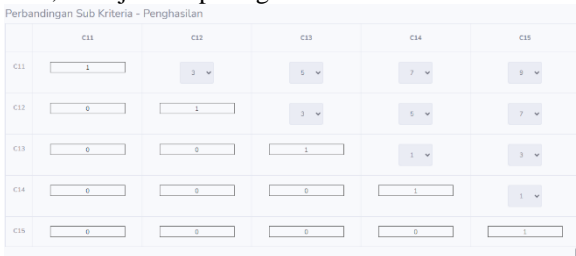 Perbandingan Sub Kriteria - Penghasilan
C11 C12 C13 C14 C15
C11 1 3 5 7 9
C12 0 1 3 5 7
C13 0 0 1 1 3
C14 0 0 0 1 1
C15 0 0 0 0 1